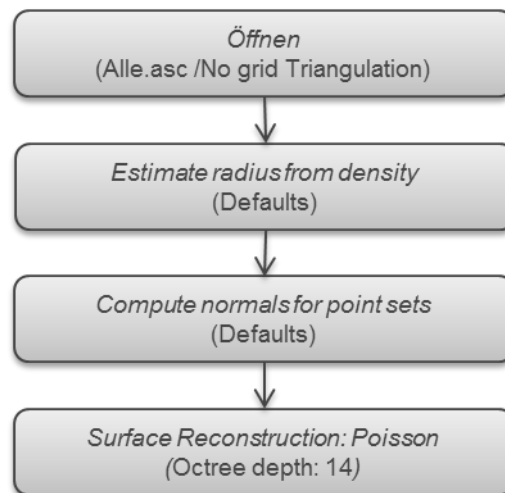 Öffnen
(Alle.asc /No grid Triangulation)
Estimate radius from density
(Defaults)
Compute normals for point sets
(Defaults)
Surface Reconstruction: Poisson
(Octree depth: 14)